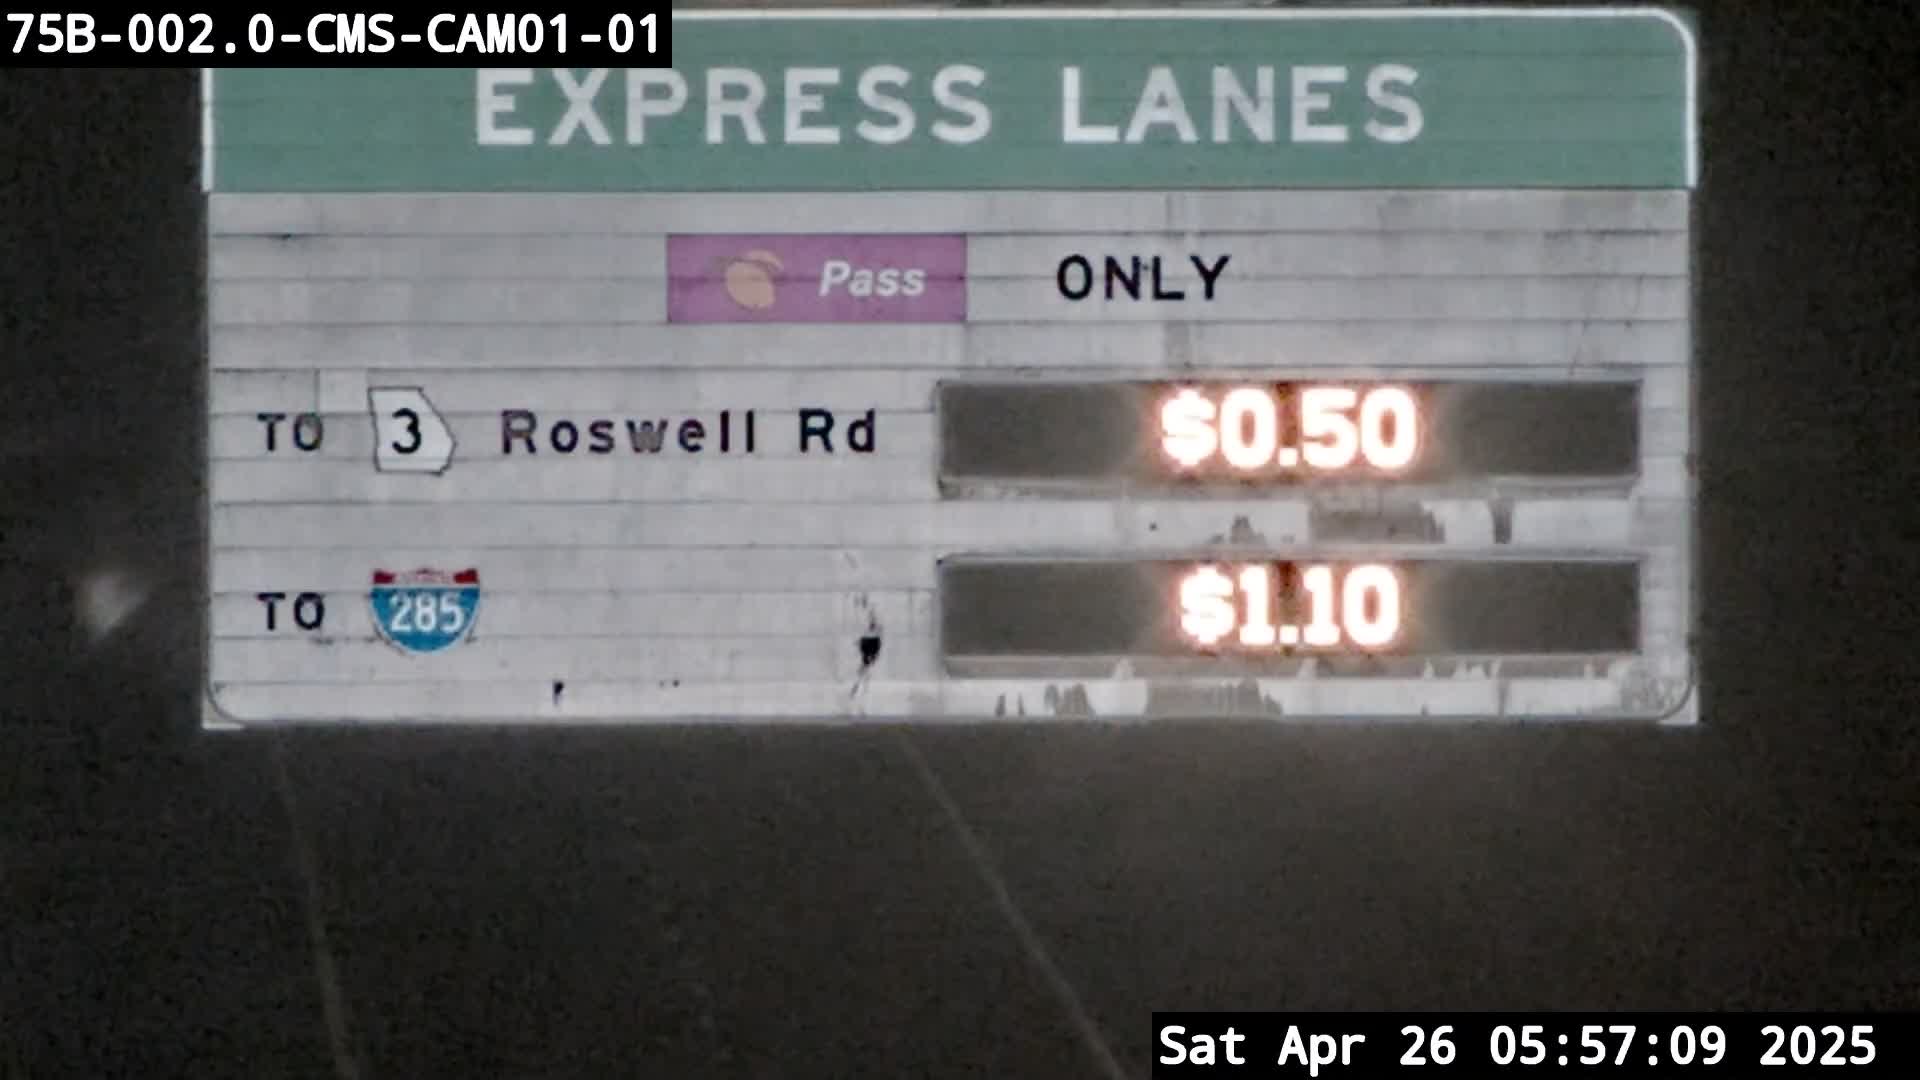 75B-002.0-CMS-CAM01-01
EXPRESS LANES
Pass ONLY
TO 3 Roswell Rd $0.50
TO 285 $1.10
Sat Apr 26 05:57:09 2025